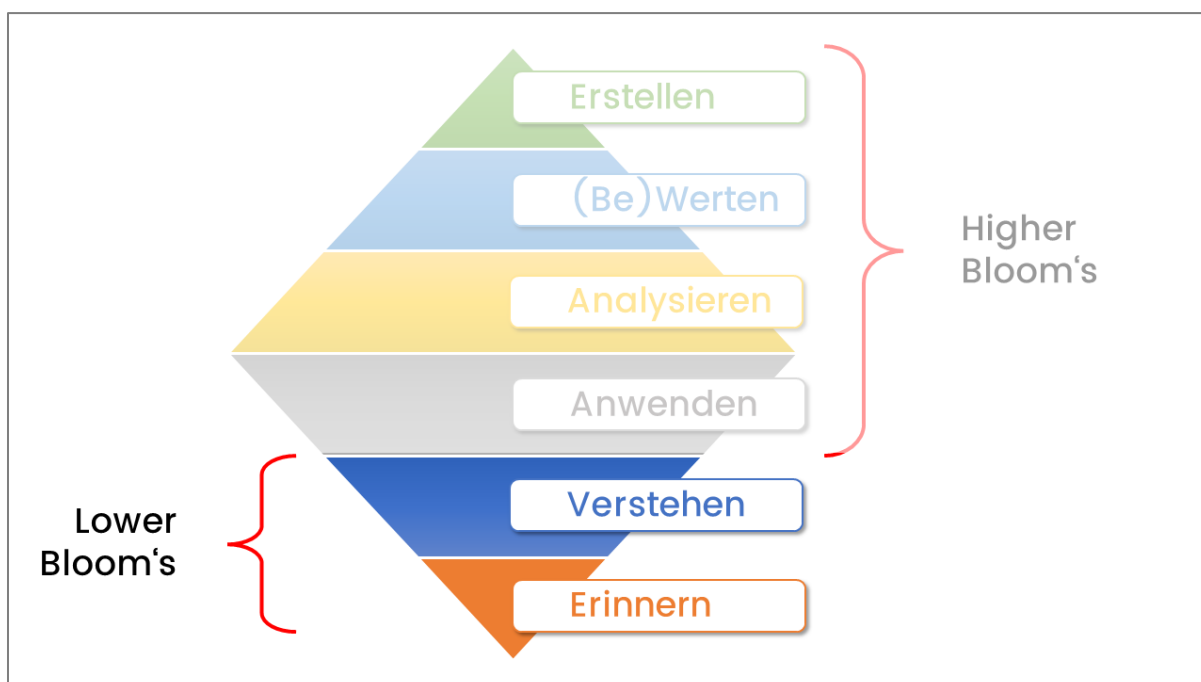 Erstellen
(Be)Werten
Analysieren
Anwenden
Verstehen
Erinnern
Higher
Bloom‘s
Lower
Bloom‘s